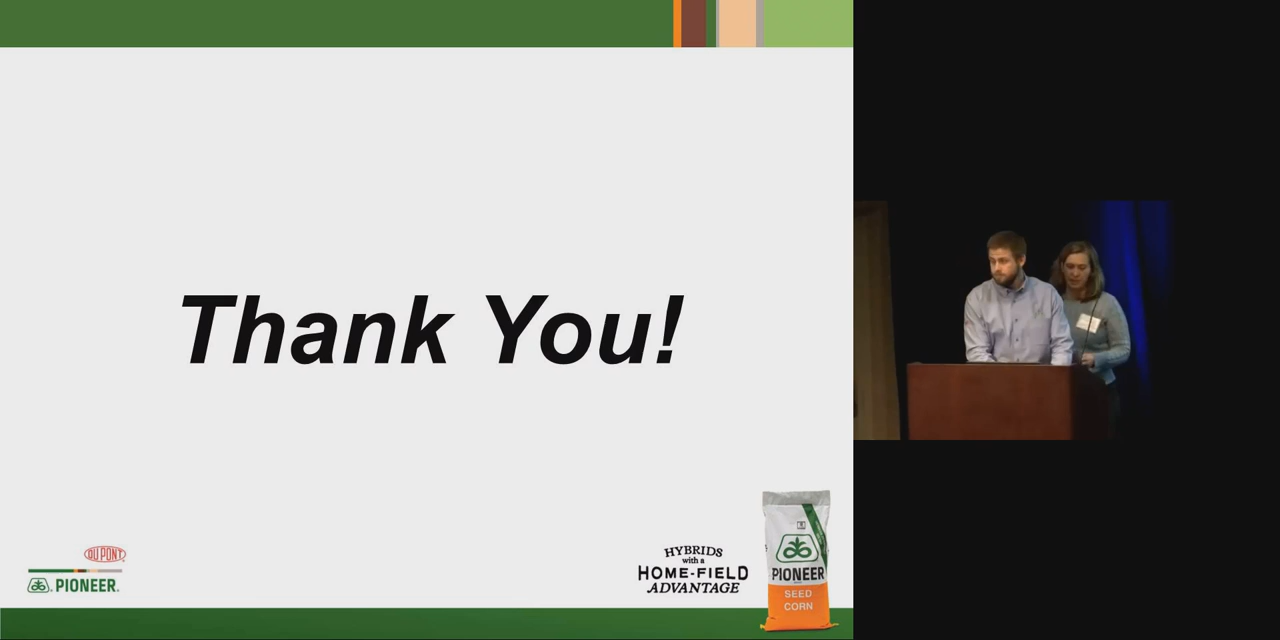 Thank You!
DUPONT
PIONEER
HYBRIDS
with a
HOME-FIELD
ADVANTAGE
PIONEER
SEED
CORN